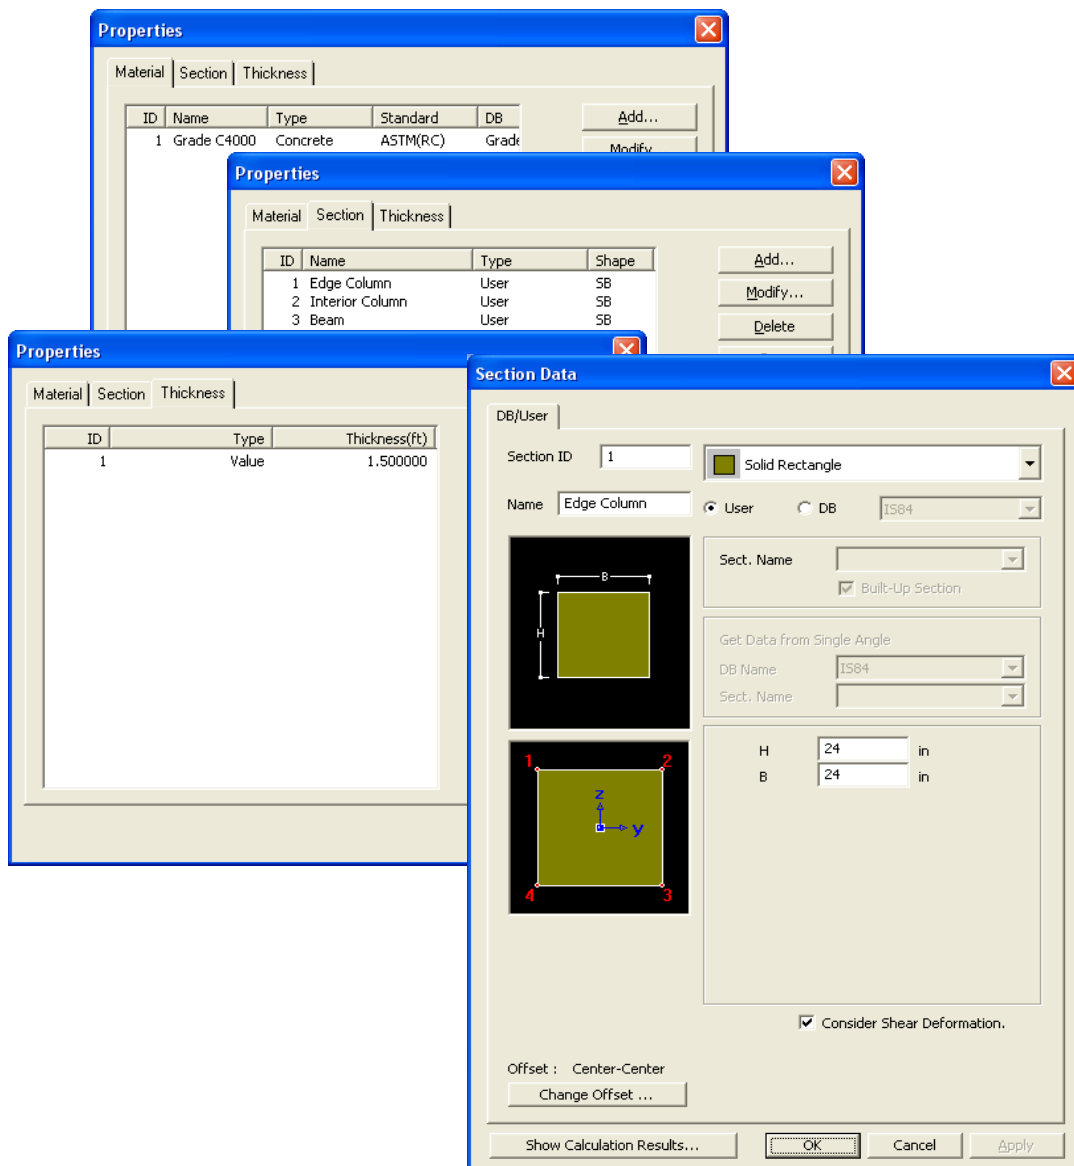 Properties
Material Section Thickness
ID Name Type Standard DB
Add...
1 Grade C4000 Concrete ASTM(RC) Grade
Modify
Properties
Material Section Thickness
ID Name Type Shape
Add...
1 Edge Column User SB
2 Interior Column User SB
3 Beam User SB
Modify...
Delete
Properties
Material Section Thickness
ID Type Thickness(ft)
1 Value 1.500000
Section Data
DB/User
Section ID 1
Solid Rectangle
Name Edge Column
User DB IS84
B
H
Sect. Name
Built-Up Section
Get Data from Single Angle
DB Name IS84
Sect. Name
1 2
z
y
4 3
H 24 in
B 24 in
Consider Shear Deformation.
Offset : Center-Center
Change Offset ...
Show Calculation Results...
OK Cancel Apply